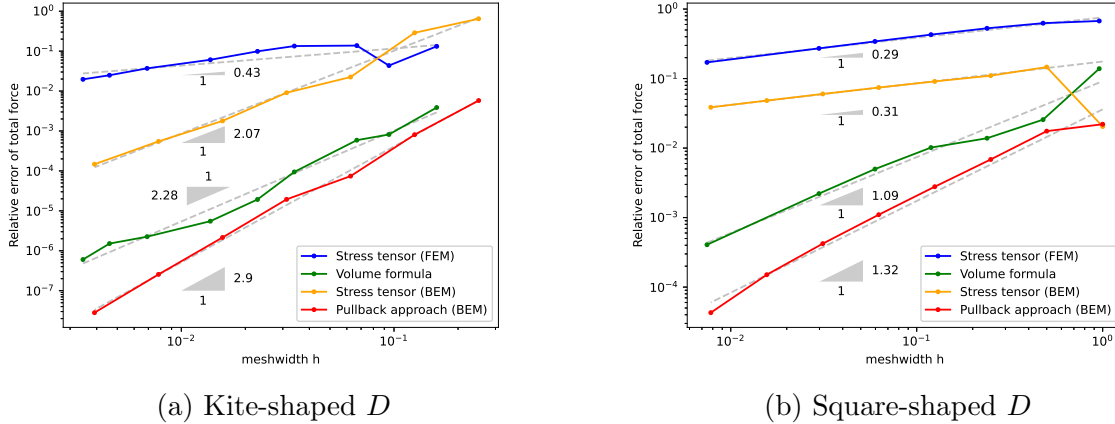 10^0
10^-1
10^-2
10^-3
10^-4
10^-5
10^-6
10^-7
Relative error of total force
0.43
1
2.07
1
1
2.28
2.9
1
Stress tensor (FEM)
Volume formula
Stress tensor (BEM)
Pullback approach (BEM)
10^-2
10^-1
meshwidth h
(a) Kite-shaped D
10^0
10^-1
10^-2
10^-3
10^-4
Relative error of total force
0.29
1
0.31
1
1.09
1
1.32
1
Stress tensor (FEM)
Volume formula
Stress tensor (BEM)
Pullback approach (BEM)
10^-2
10^-1
10^0
meshwidth h
(b) Square-shaped D